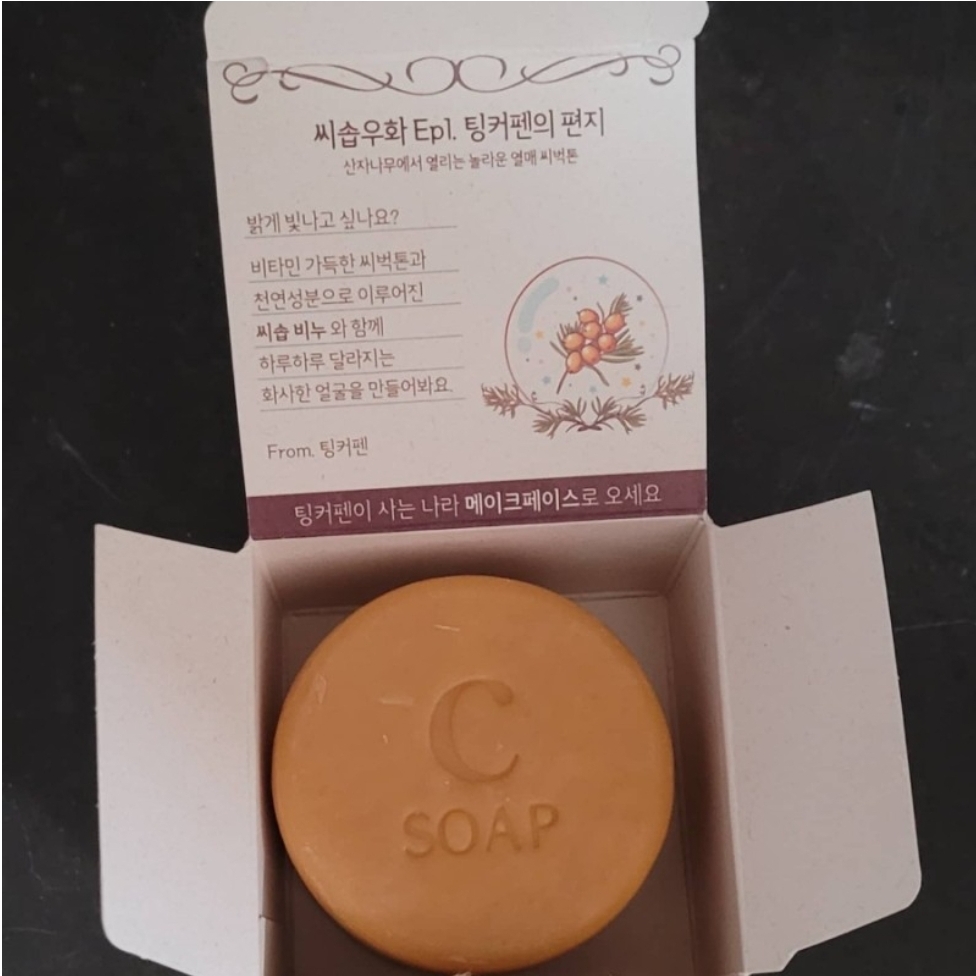 씨솝우화 Ep1. 팅커펜의 편지
산자나무에서 열리는 놀라운 열매 씨벅톤
밝게 빛나고 싶나요?
비타민 가득한 씨벅톤과
천연성분으로 이루어진
씨솝 비누 와 함께
하루하루 달라지는
화사한 얼굴을 만들어봐요.
From. 팅커펜
팅커펜이 사는 나라 메이크페이스로 오세요
C
SOAP